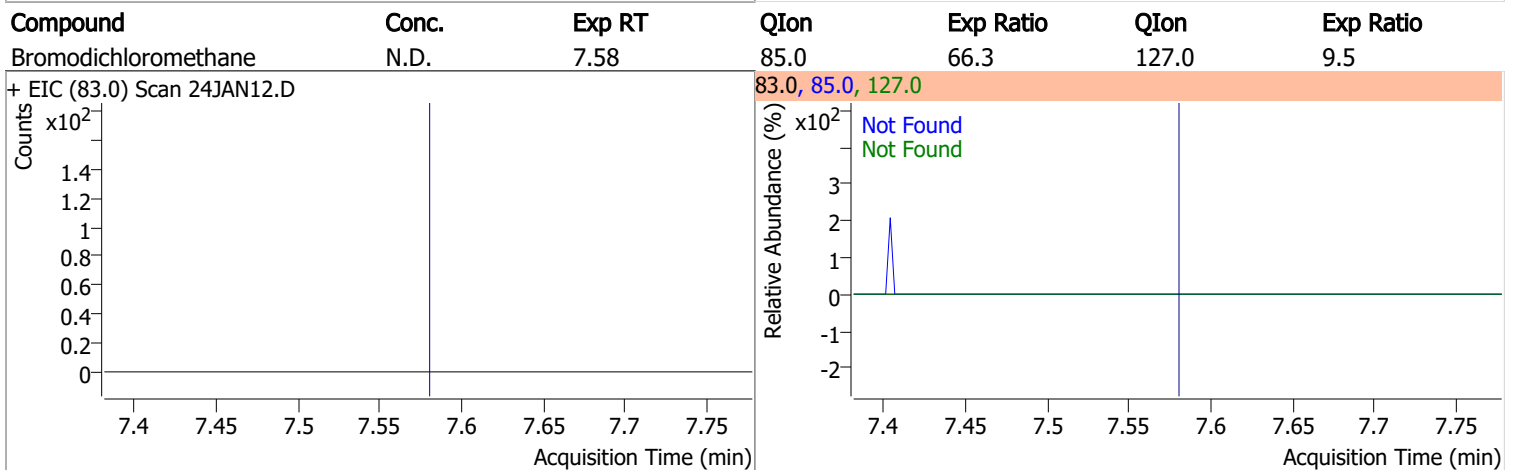 Compound Conc. Exp RT QIon Exp Ratio QIon Exp Ratio
Bromodichloromethane N.D. 7.58 85.0 66.3 127.0 9.5
+ EIC (83.0) Scan 24JAN12.D
Counts
x10²
1.4
1.2
1
0.8
0.6
0.4
0.2
0
7.4 7.45 7.5 7.55 7.6 7.65 7.7 7.75
Acquisition Time (min)
83.0, 85.0, 127.0
Relative Abundance (%)
x10²
Not Found
Not Found
3
2
1
0
-1
-2
7.4 7.45 7.5 7.55 7.6 7.65 7.7 7.75
Acquisition Time (min)